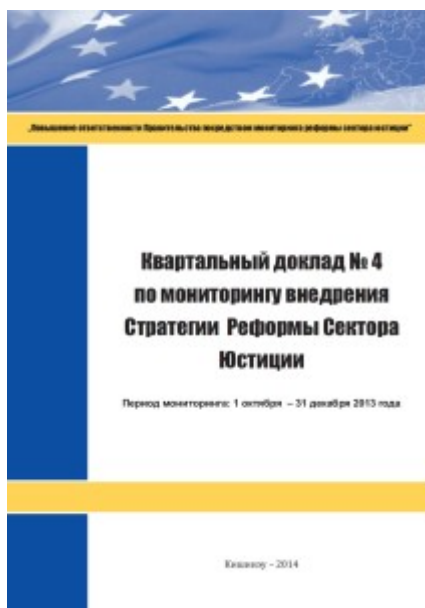 „Повышение ответственности Правительства посредством мониторинга реформы сектора юстиции”
Квартальный доклад № 4
по мониторингу внедрения
Стратегии Реформы Сектора
Юстиции
Период мониторинга: 1 октября – 31 декабря 2013 года
Кишинэу – 2014